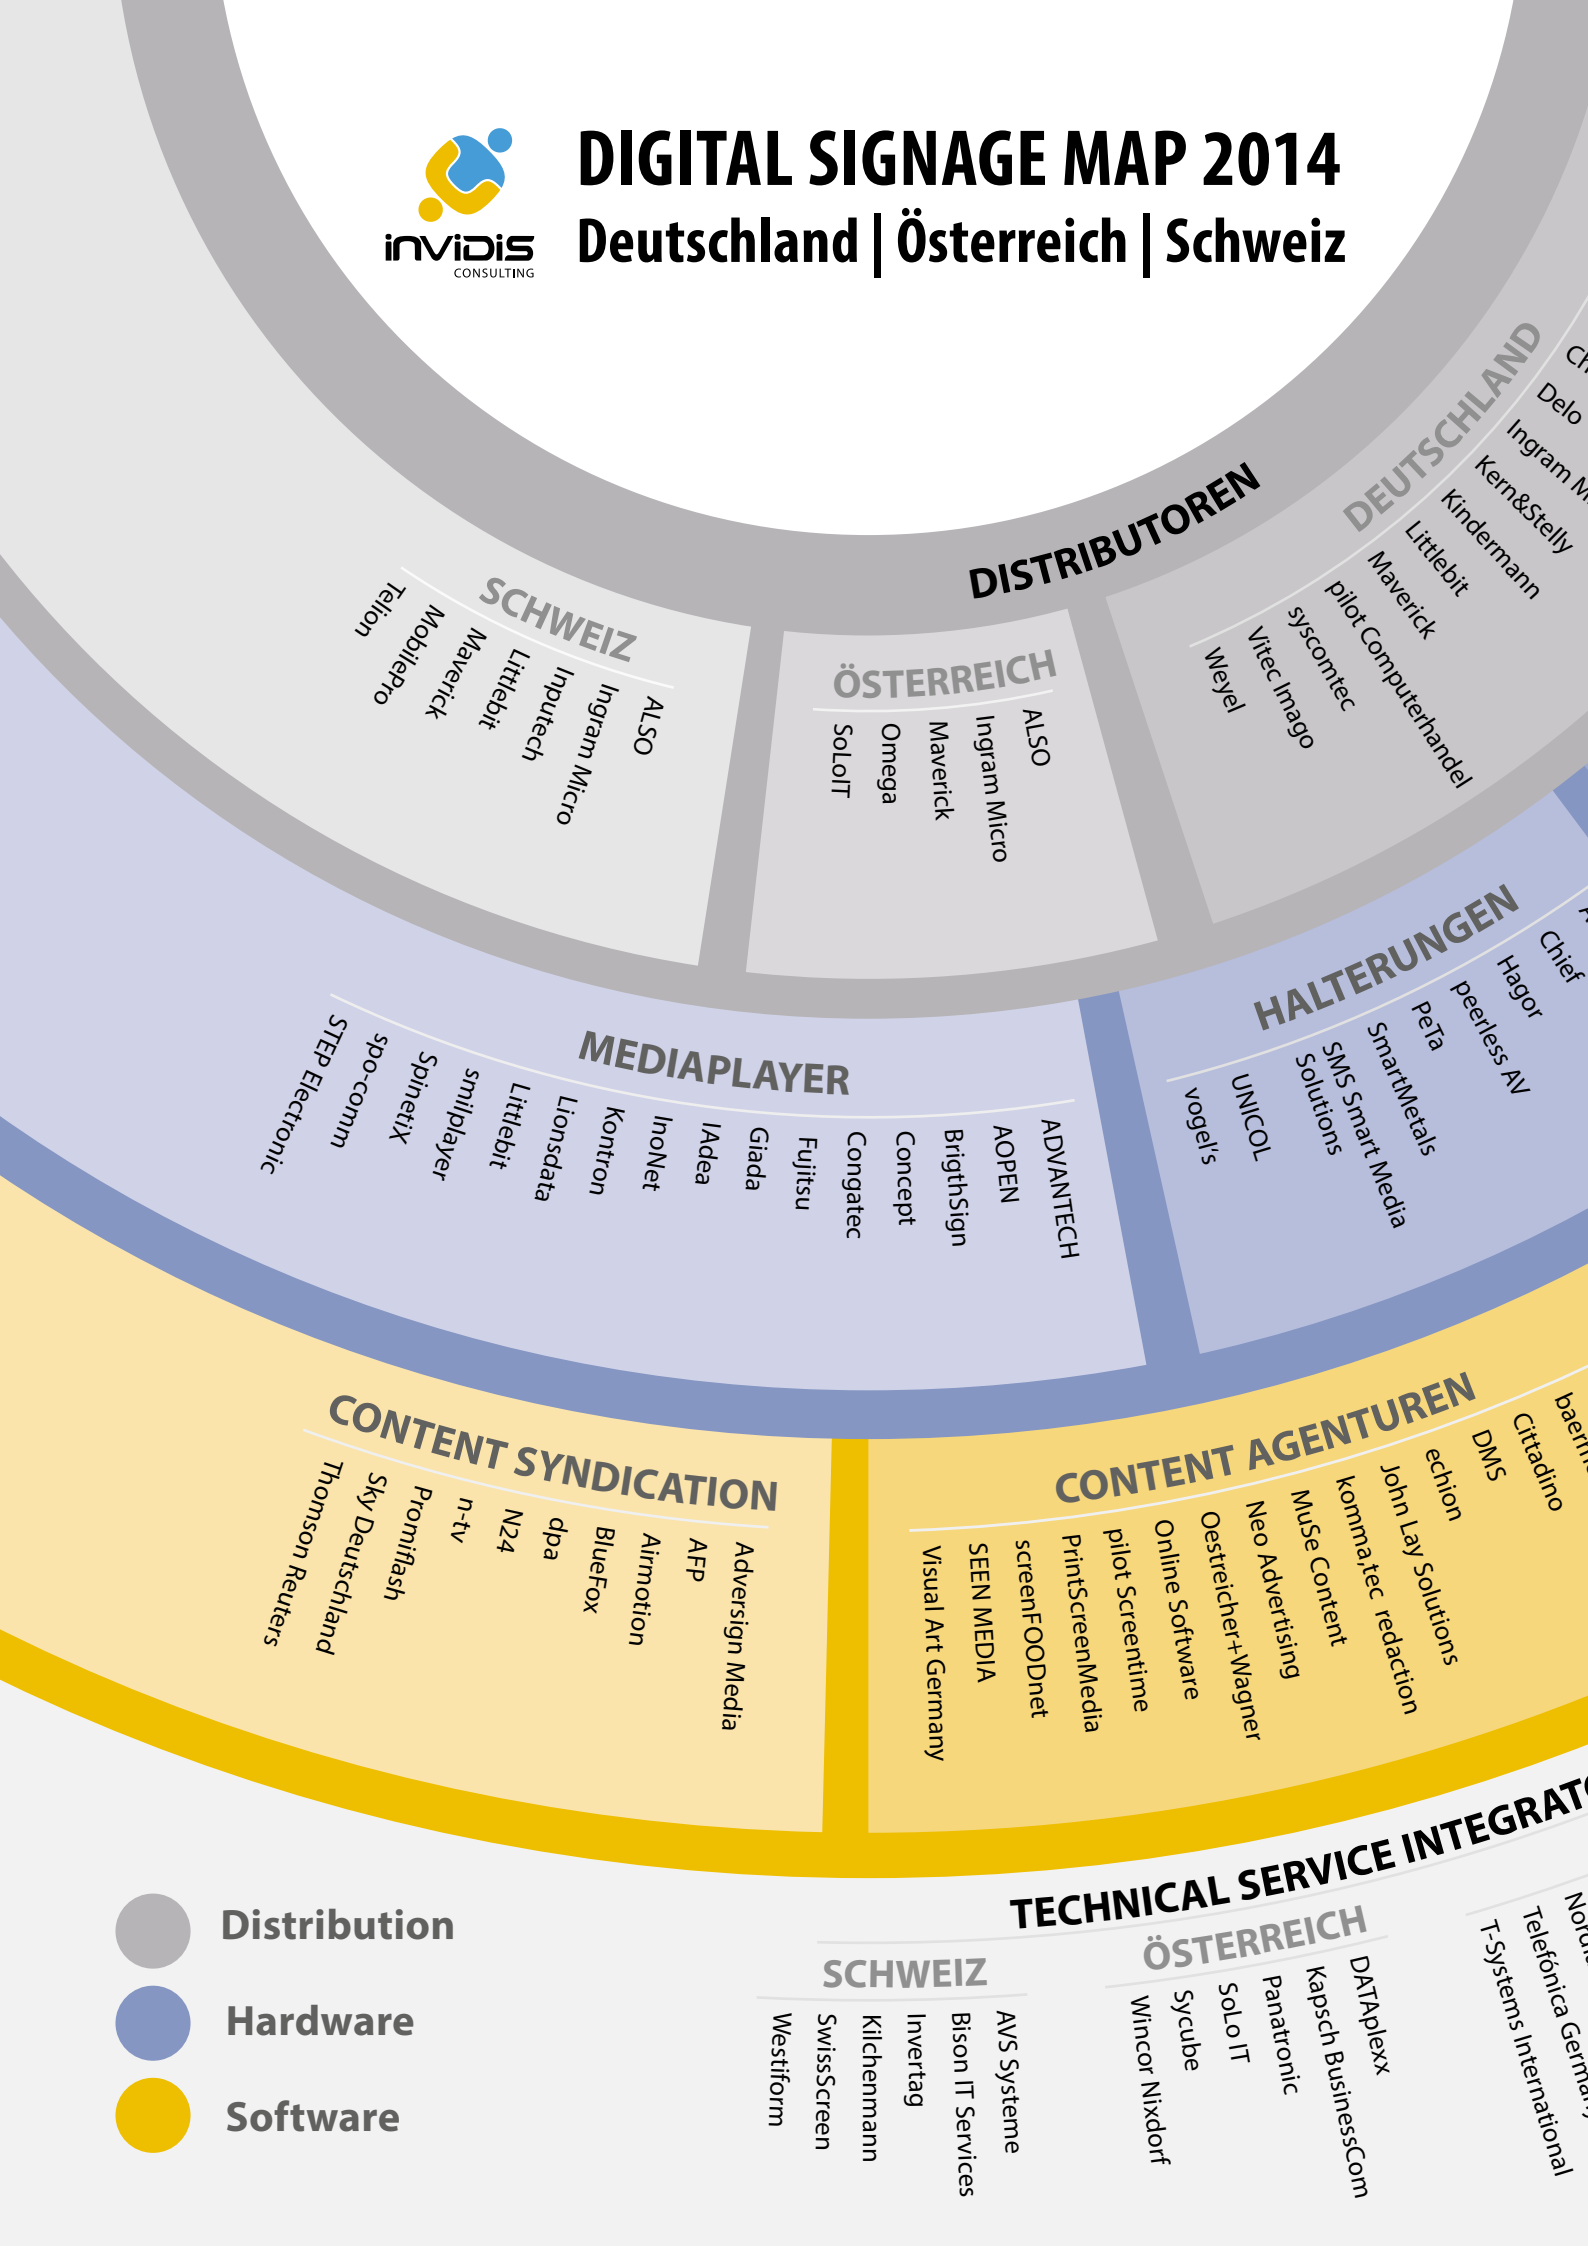 inviDis
CONSULTING
DIGITAL SIGNAGE MAP 2014
Deutschland | Österreich | Schweiz
DISTRIBUTOREN
SCHWEIZ
Telion
MobilePro
Maverick
Littlebit
Inputech
Ingram Micro
ALSO
ÖSTERREICH
SoLoIT
Omega
Maverick
Ingram Micro
ALSO
DEUTSCHLAND
Weyel
Vitec Imago
syscomtec
pilot Computerhandel
Maverick
Littlebit
Kindermann
Kern&Stelly
Ingram
Delo
MEDIAPLAYER
STEP Electronic
spo-comm
SpinetiX
smilplayer
Littlebit
Lionsdata
Kontron
InoNet
IAdea
Giada
Fujitsu
Congatec
Concept
BrigthSign
AOPEN
ADVANTECH
HALTERUNGEN
vogel's
UNICOL
SMS Smart Media
Solutions
SmartMetals
PeTa
peerless AV
Hagor
Chief
CONTENT SYNDICATION
Thomson Reuters
Sky Deutschland
Promiflash
n-tv
N24
dpa
BlueFox
Airmotion
AFP
Adversign Media
CONTENT AGENTUREN
Visual Art Germany
SEEN MEDIA
screenFOODnet
PrintScreenMedia
pilot Screentime
Online Software
Oestreicher+Wagner
Neo Advertising
MuSe Content
komma,tec redaction
John Lay Solutions
echion
DMS
Cittadino
TECHNICAL SERVICE
SCHWEIZ
Westiform
SwissScreen
Kilchenmann
Invertag
Bison IT Services
AVS Systeme
ÖSTERREICH
Wincor Nixdorf
Sycube
SoLo IT
Panatronic
Kapsch BusinessCom
DATAplexx
T-Systems International
Telefónica
Distribution
Hardware
Software